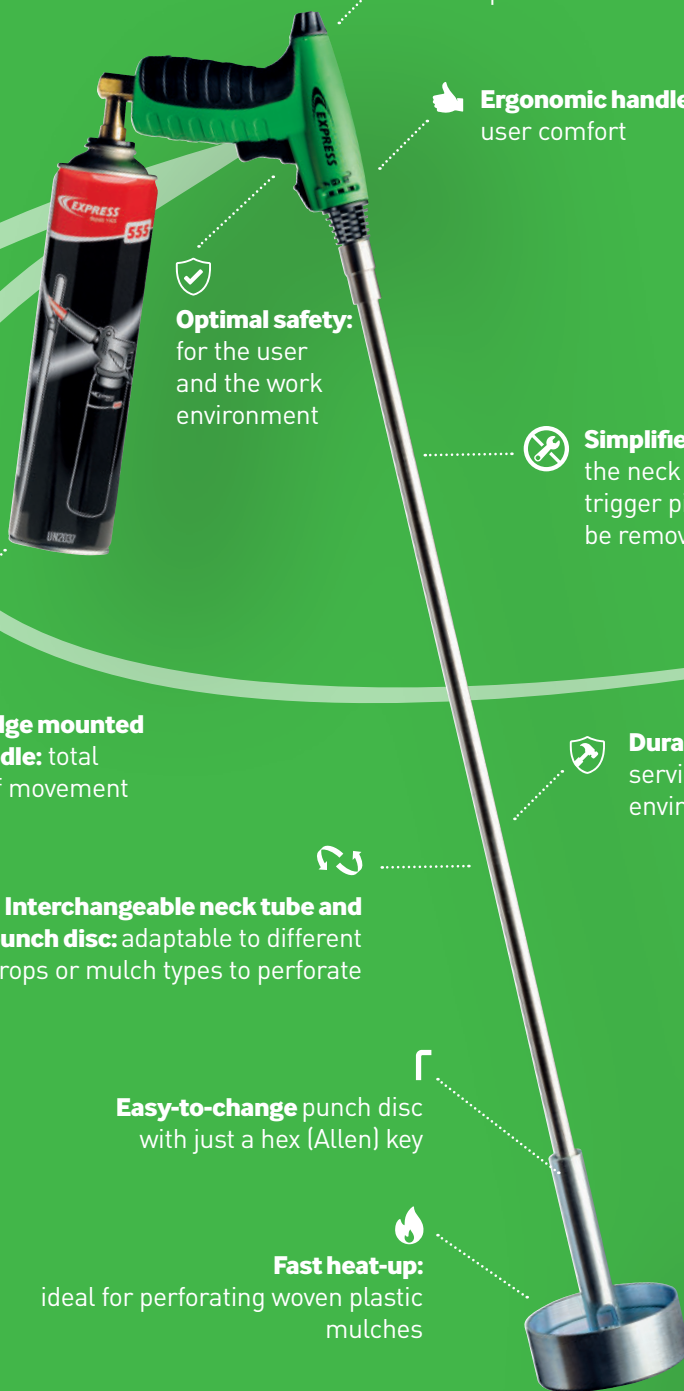 Ergonomic handle
user comfort
EXPRESS
EXPRESS
555
Optimal safety:
for the user
and the work
environment
UN2037
Simplifie
the neck
trigger p
be remov
dge mounted
dle: total
f movement
Dura
servi
envir
Interchangeable neck tube and
unch disc: adaptable to different
rops or mulch types to perforate
Easy-to-change punch disc
with just a hex (Allen) key
Fast heat-up:
ideal for perforating woven plastic
mulches